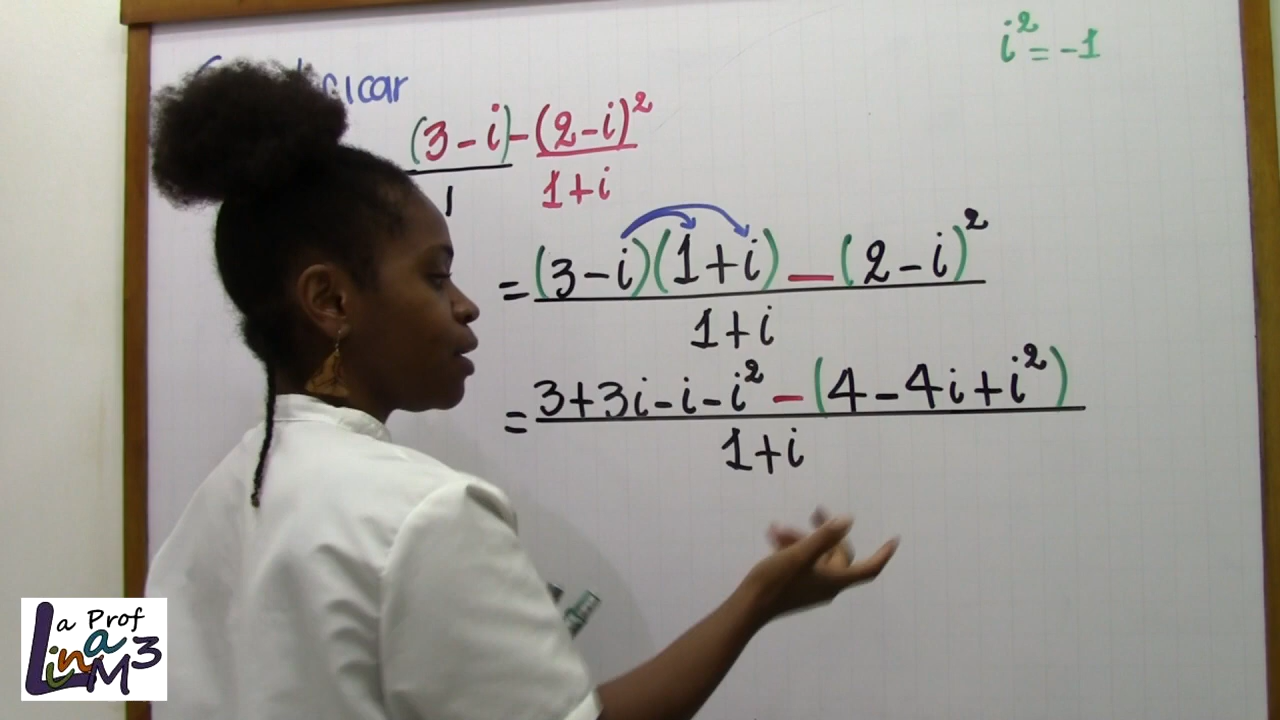 i² = -1
(3-i) - (2-i)²
1 1+i
= (3-i)(1+i) - (2-i)²
1+i
= 3+3i-i-i² - (4-4i+i²)
1+i
La Prof
Lina M3